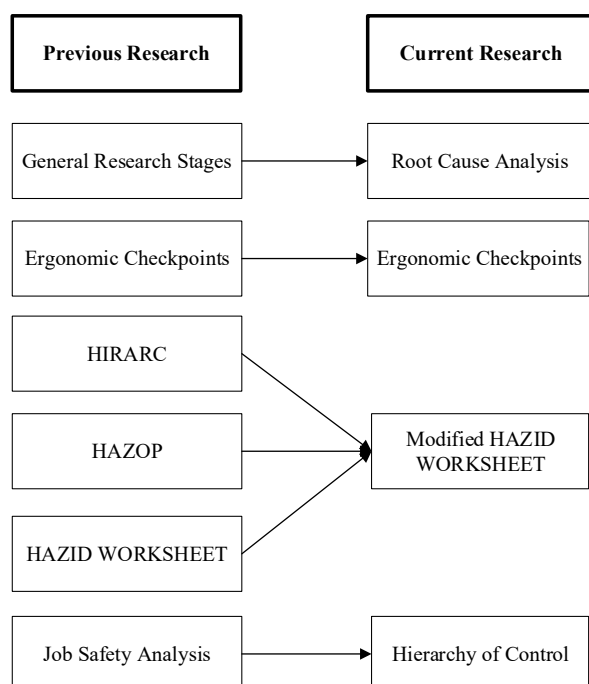 Previous Research
Current Research
General Research Stages
Root Cause Analysis
Ergonomic Checkpoints
Ergonomic Checkpoints
HIRARC
HAZOP
Modified HAZID
WORKSHEET
HAZID WORKSHEET
Job Safety Analysis
Hierarchy of Control